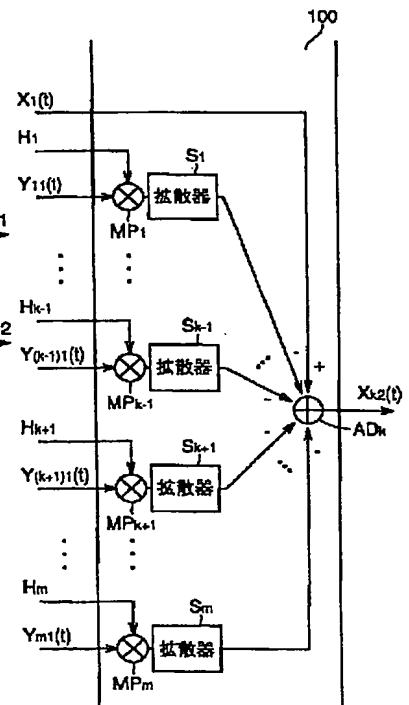 100
X1(t)
H1
S1
Y11(t)
拡散器
MP1
1
2
Hk-1
Sk-1
Y(k-1)1(t)
拡散器
MPk-1
- +
-
Xk2(t)
ADk
Hk+1
Sk+1
-
-
Y(k+1)1(t)
拡散器
MPk+1
Hm
Sm
Ym1(t)
拡散器
MPm